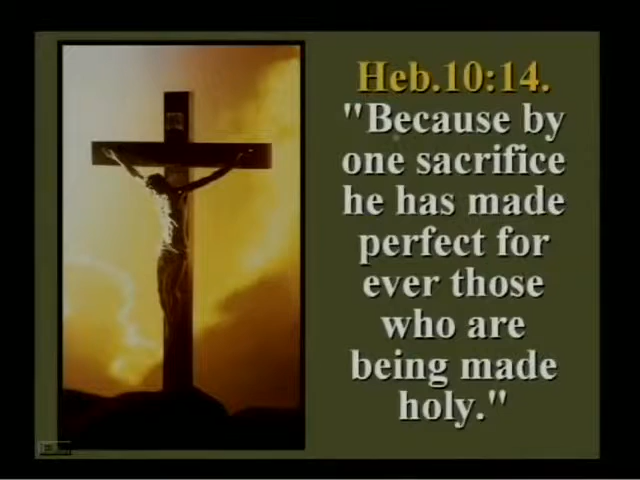 Heb.10:14.
"Because by
one sacrifice
he has made
perfect for
ever those
who are
being made
holy."